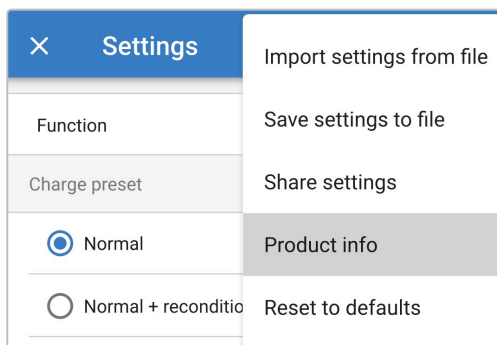 Settings
Function
Charge preset
Normal
Normal + reconditio
Import settings from file
Save settings to file
Share settings
Product info
Reset to defaults